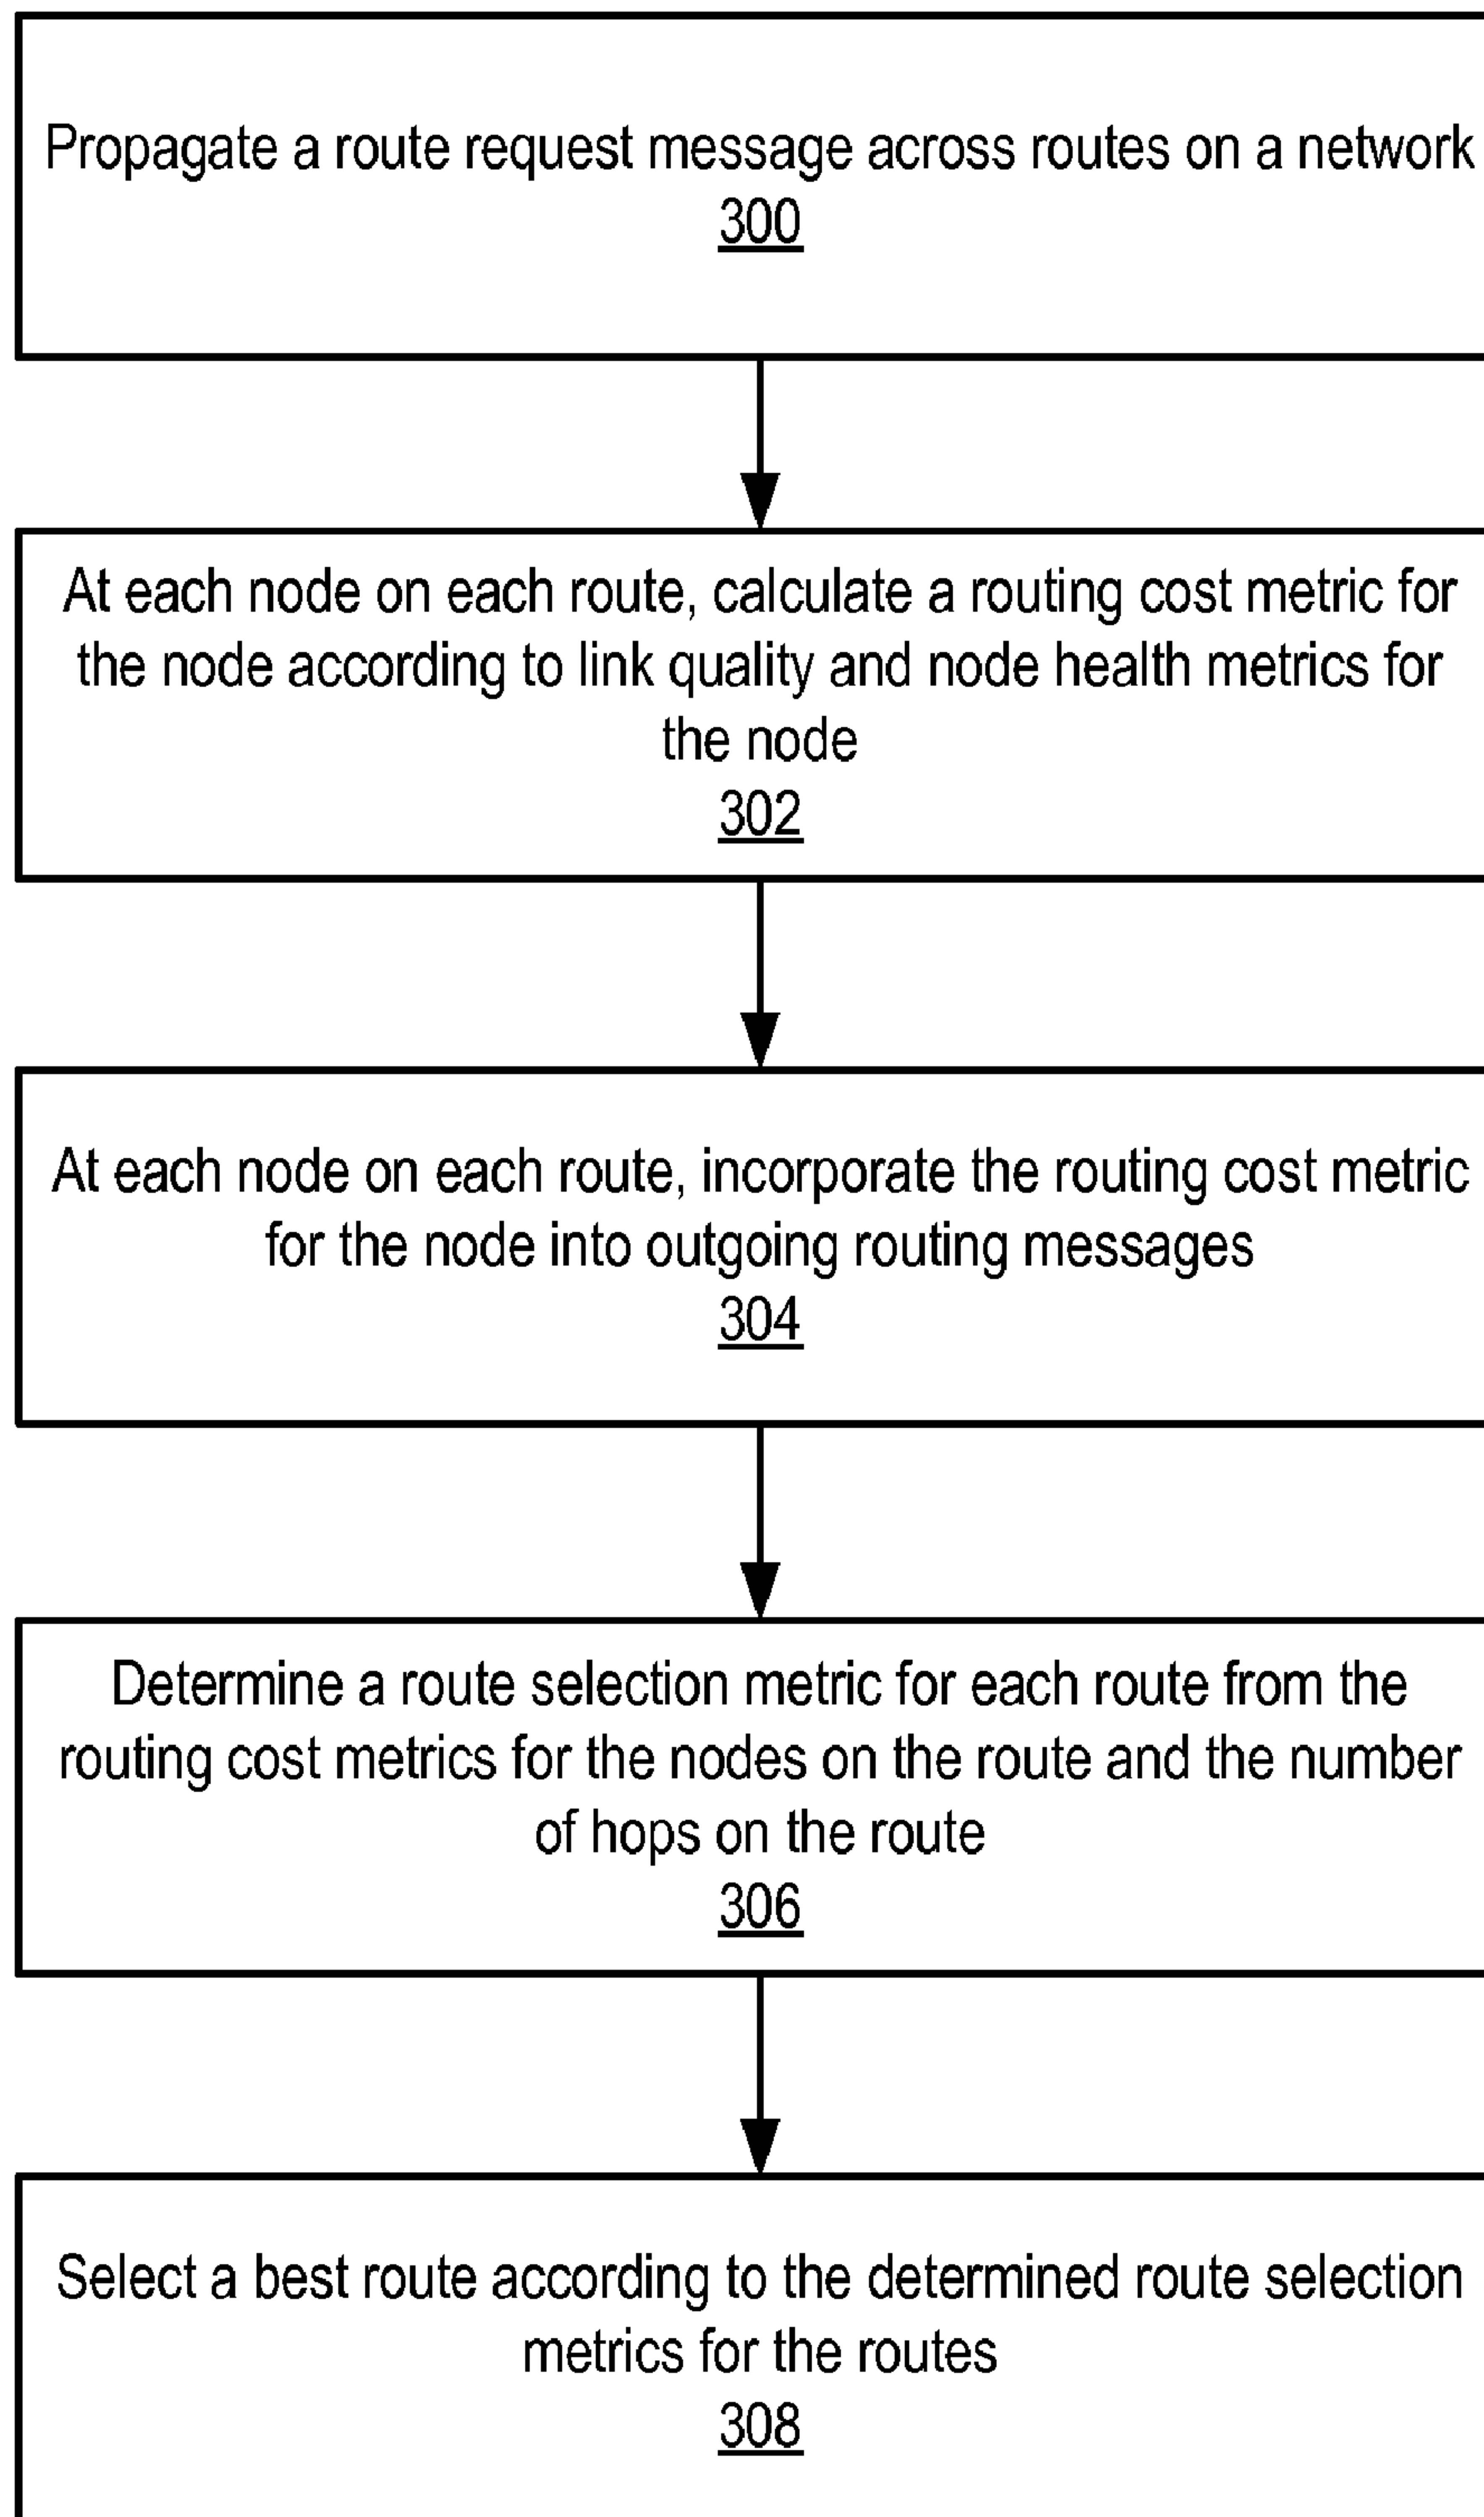 Propagate a route request message across routes on a network
300
At each node on each route, calculate a routing cost metric for
the node according to link quality and node health metrics for
the node
302
At each node on each route, incorporate the routing cost metric
for the node into outgoing routing messages
304
Determine a route selection metric for each route from the
routing cost metrics for the nodes on the route and the number
of hops on the route
306
Select a best route according to the determined route selection
metrics for the routes
308